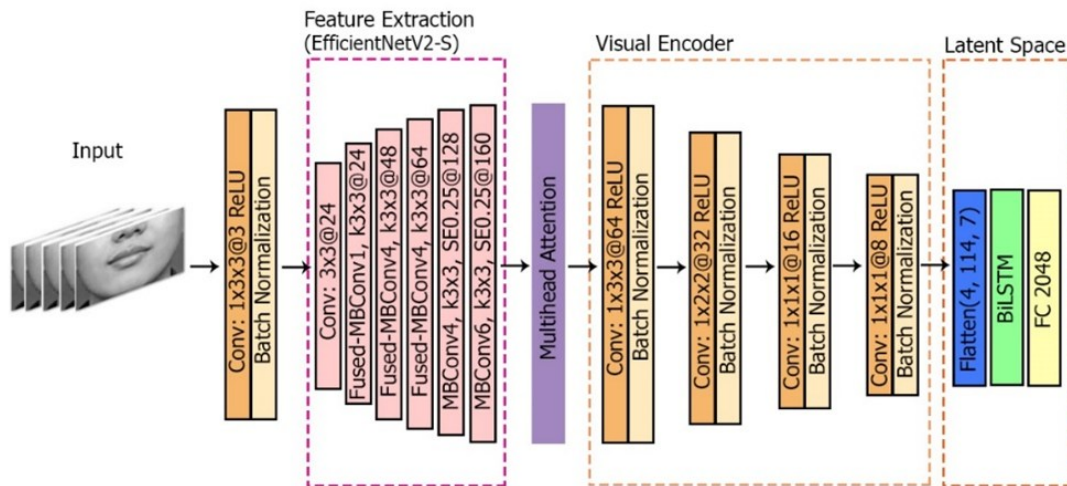 Feature Extraction
(EfficientNetV2-S)
Visual Encoder
Latent Space
Input
Conv: 1x3x3@3 ReLU
Batch Normalization
Conv: 3x3@24
Fused-MBConv1, k3x3@24
Fused-MBConv4, k3x3@48
Fused-MBConv4, k3x3@64
MBConv4, k3x3, SE0.25@128
MBConv6, k3x3, SE0.25@160
Multihead Attention
Conv: 1x3x3@64 ReLU
Batch Normalization
Conv: 1x2x2@32 ReLU
Batch Normalization
Conv: 1x1x1@16 ReLU
Batch Normalization
Conv: 1x1x1@8 ReLU
Batch Normalization
Flatten(4, 114, 7)
BiLSTM
FC 2048